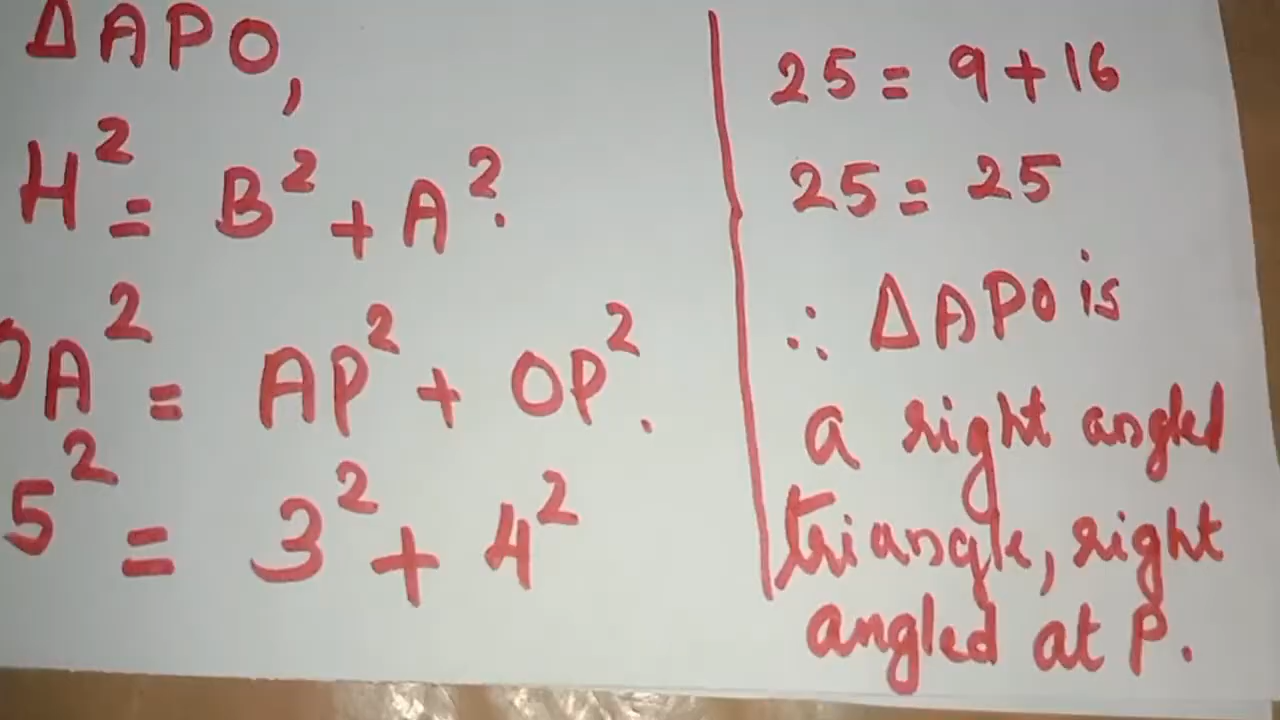 ΔAPO,
H² = B² + A².
OA² = AP² + OP².
5² = 3² + 4²
25 = 9 + 16
25 = 25
∴ ΔAPO is
a right angled
triangle, right
angled at P.